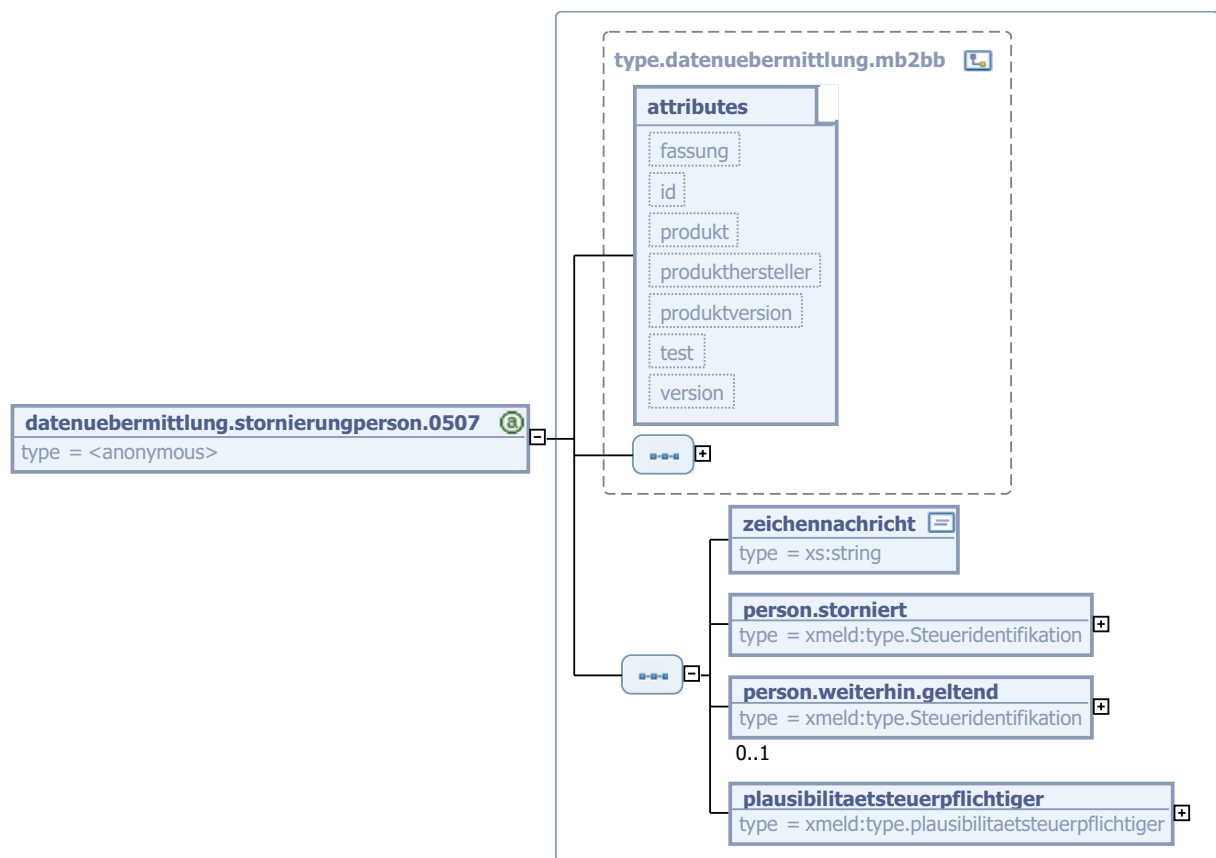 type.datenuebermittlung.mb2bb
attributes
fassung
id
produkt
produkthersteller
produktversion
test
version
datenuebermittlung.stornierungperson.0507
type = <anonymous>
zeichennachricht
type = xs:string
person.storniert
type = xmeld:type.Steueridentifikation
person.weiterhin.geltend
type = xmeld:type.Steueridentifikation
0..1
plausibilitaetsteuerpflichtiger
type = xmeld:type.plausibilitaetsteuerpflichtiger